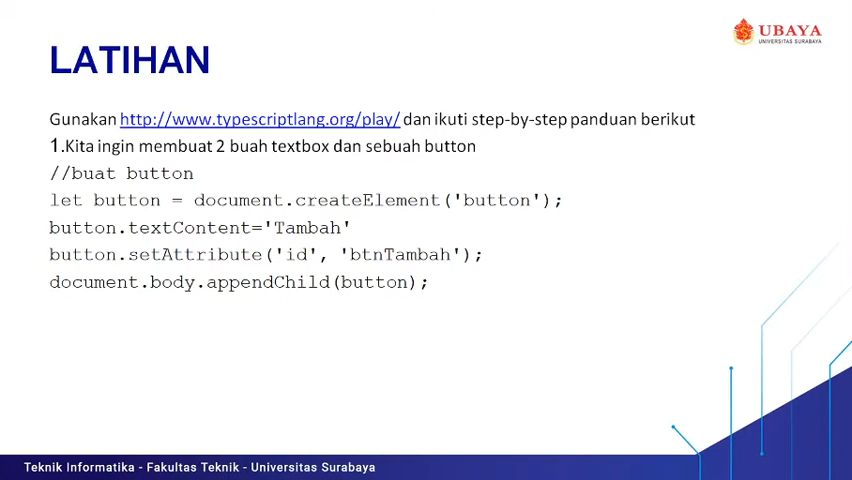 UBAYA
UNIVERSITAS SURABAYA
LATIHAN
Gunakan http://www.typescriptlang.org/play/ dan ikuti step-by-step panduan berikut
1.Kita ingin membuat 2 buah textbox dan sebuah button
//buat button
let button = document.createElement('button');
button.textContent='Tambah'
button.setAttribute('id', 'btnTambah');
document.body.appendChild(button);
Teknik Informatika - Fakultas Teknik - Universitas Surabaya